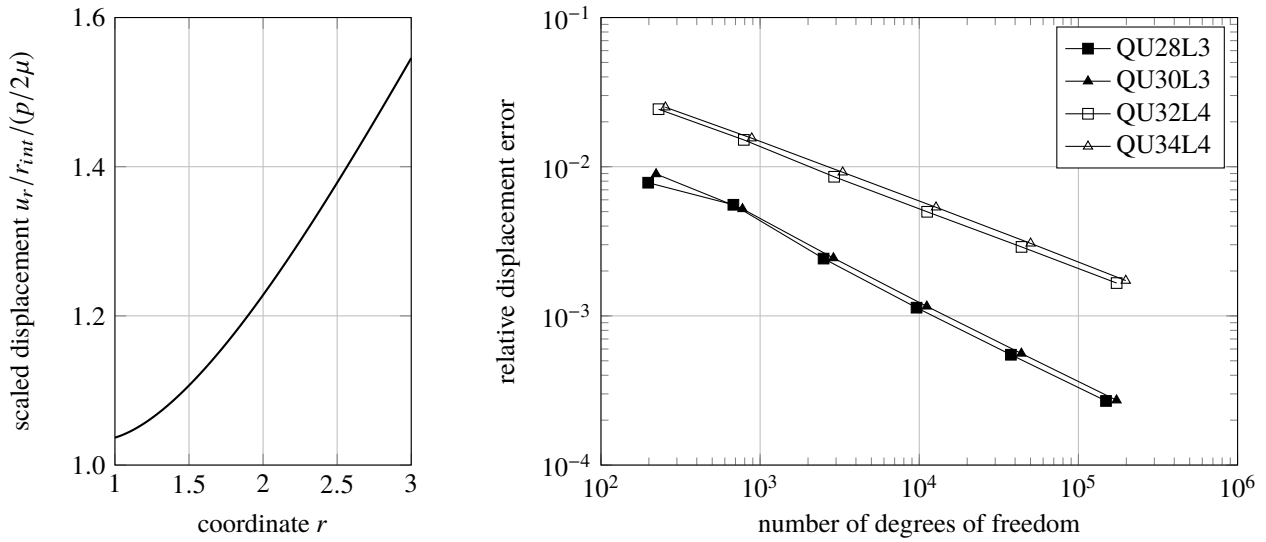 scaled displacement u_r/r_int/(p/2μ)
1.6
1.4
1.2
1.0
1 1.5 2 2.5 3
coordinate r
relative displacement error
10^−1
10^−2
10^−3
10^−4
10^2 10^3 10^4 10^5 10^6
number of degrees of freedom
QU28L3
QU30L3
QU32L4
QU34L4